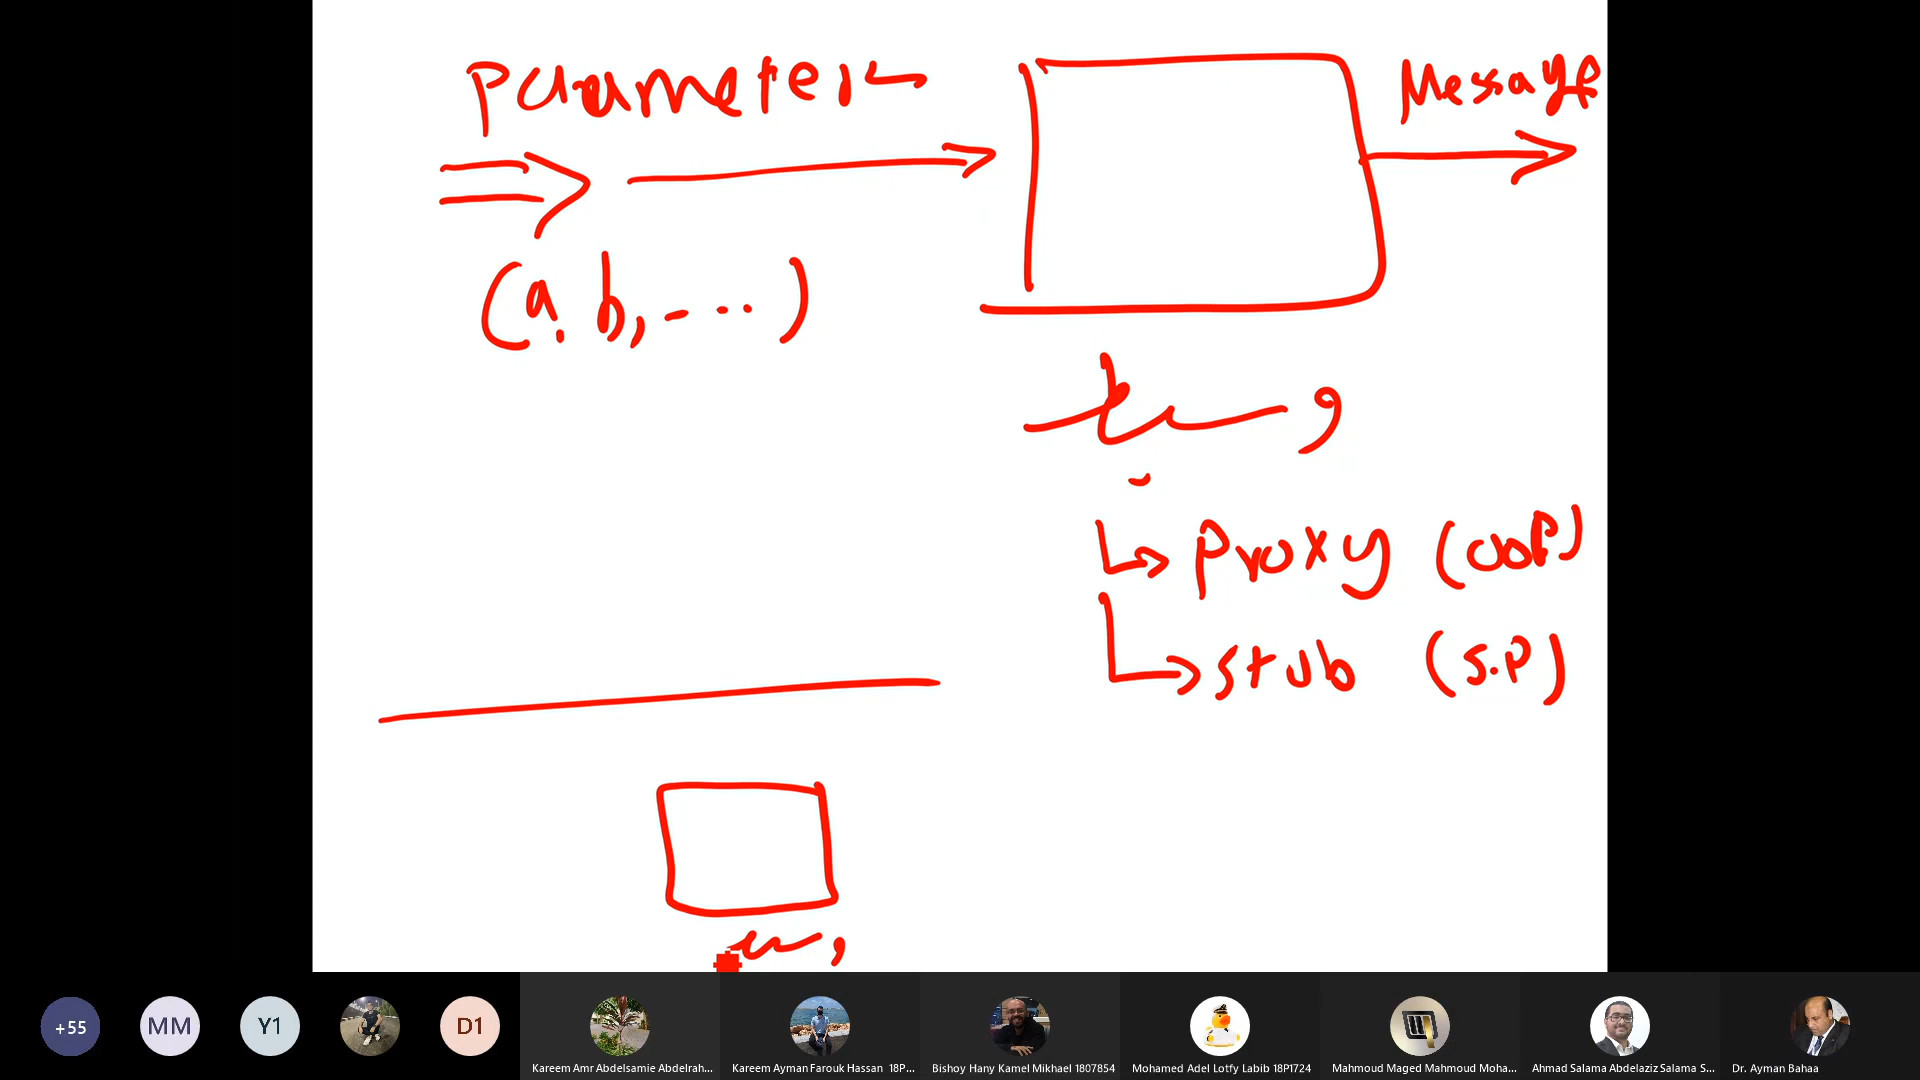 Parameter
Message
(a, b, -...)
Proxy (OOP)
Stub (S.P)
+55
MM
Y1
D1
Kareem Amr Abdelsamie Abdelrah...
Kareem Ayman Farouk Hassan 18P...
Bishoy Hany Kamel Mikhael 1807854
Mohamed Adel Lotfy Labib 18P1724
Mahmoud Maged Mahmoud Moha...
Ahmad Salama Abdelaziz Salama S...
Dr. Ayman Bahaa